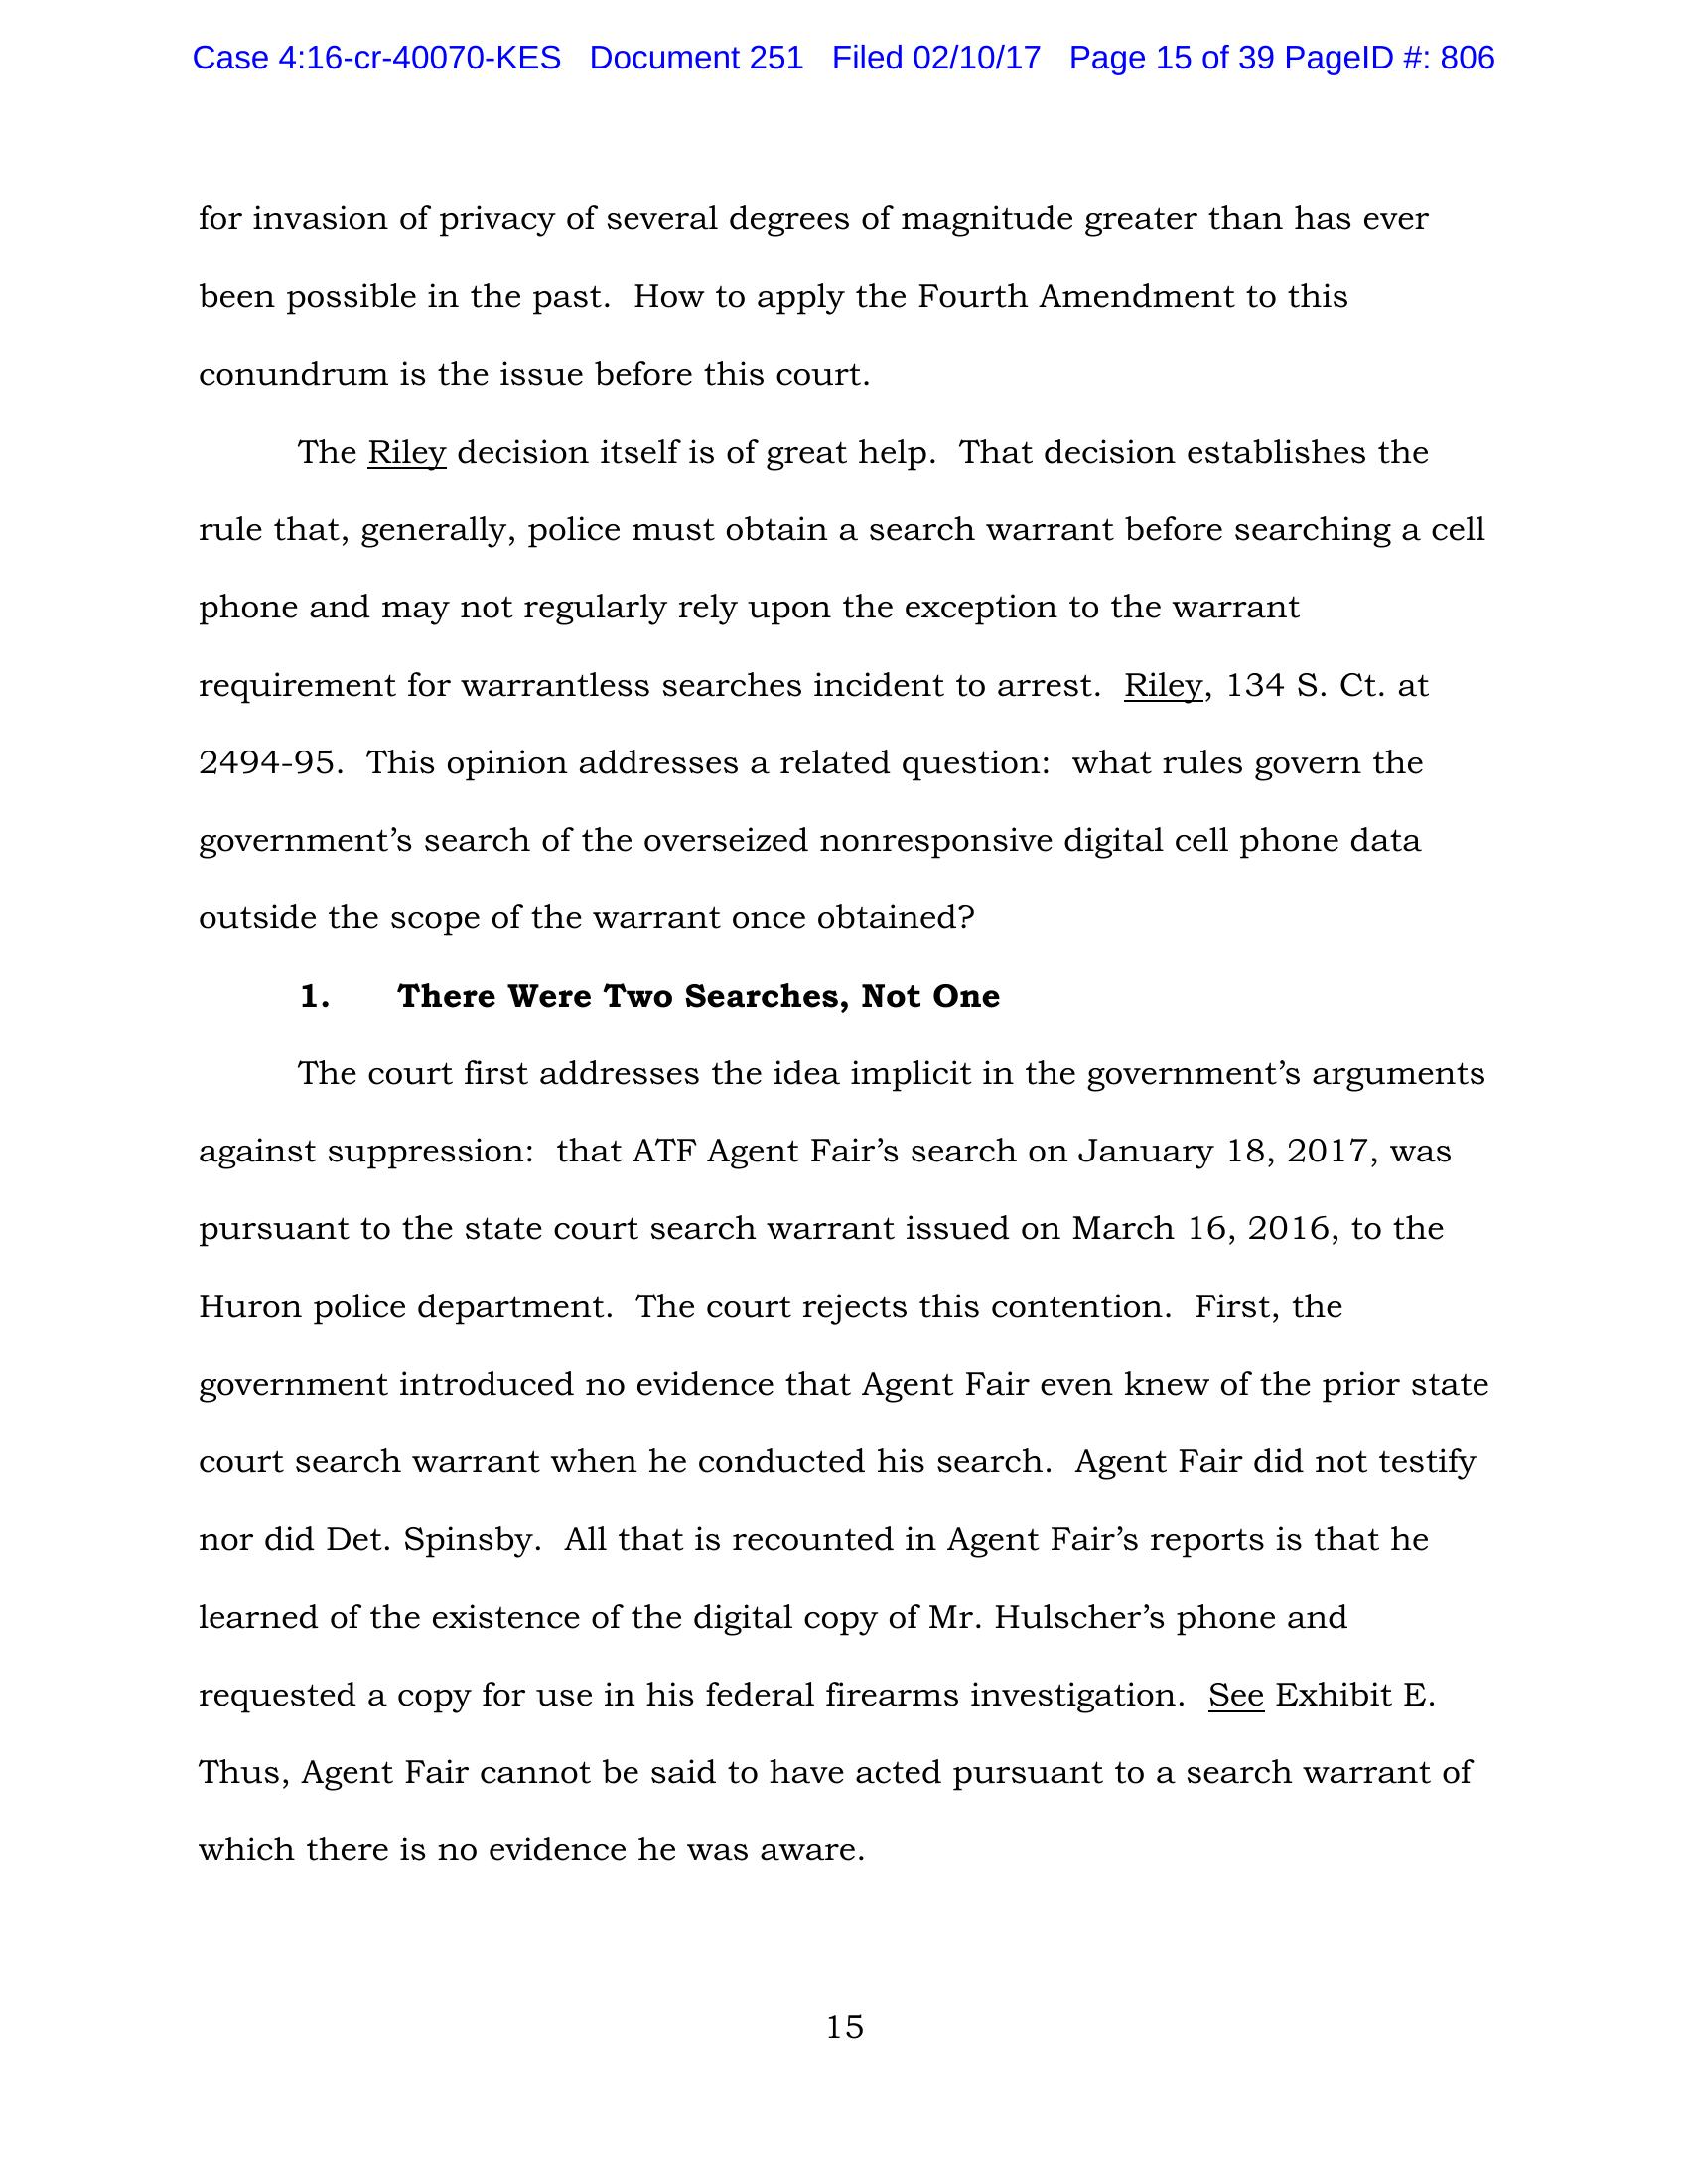 Case 4:16-cr-40070-KES Document 251 Filed 02/10/17 Page 15 of 39 PageID #: 806
for invasion of privacy of several degrees of magnitude greater than has ever
been possible in the past. How to apply the Fourth Amendment to this
conundrum is the issue before this court.
The Riley decision itself is of great help. That decision establishes the
rule that, generally, police must obtain a search warrant before searching a cell
phone and may not regularly rely upon the exception to the warrant
requirement for warrantless searches incident to arrest. Riley, 134 S. Ct. at
2494-95. This opinion addresses a related question: what rules govern the
government’s search of the overseized nonresponsive digital cell phone data
outside the scope of the warrant once obtained?
1. There Were Two Searches, Not One
The court first addresses the idea implicit in the government’s arguments
against suppression: that ATF Agent Fair’s search on January 18, 2017, was
pursuant to the state court search warrant issued on March 16, 2016, to the
Huron police department. The court rejects this contention. First, the
government introduced no evidence that Agent Fair even knew of the prior state
court search warrant when he conducted his search. Agent Fair did not testify
nor did Det. Spinsby. All that is recounted in Agent Fair’s reports is that he
learned of the existence of the digital copy of Mr. Hulscher’s phone and
requested a copy for use in his federal firearms investigation. See Exhibit E.
Thus, Agent Fair cannot be said to have acted pursuant to a search warrant of
which there is no evidence he was aware.
15